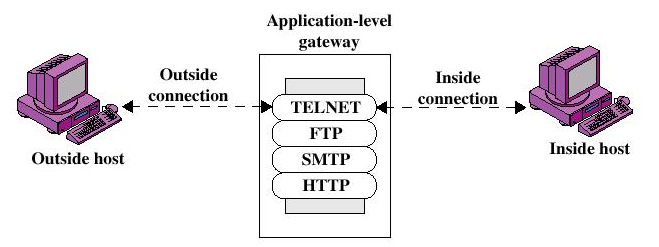 Application-level
gateway
Outside
connection
Inside
connection
TELNET
FTP
SMTP
HTTP
Outside host
Inside host